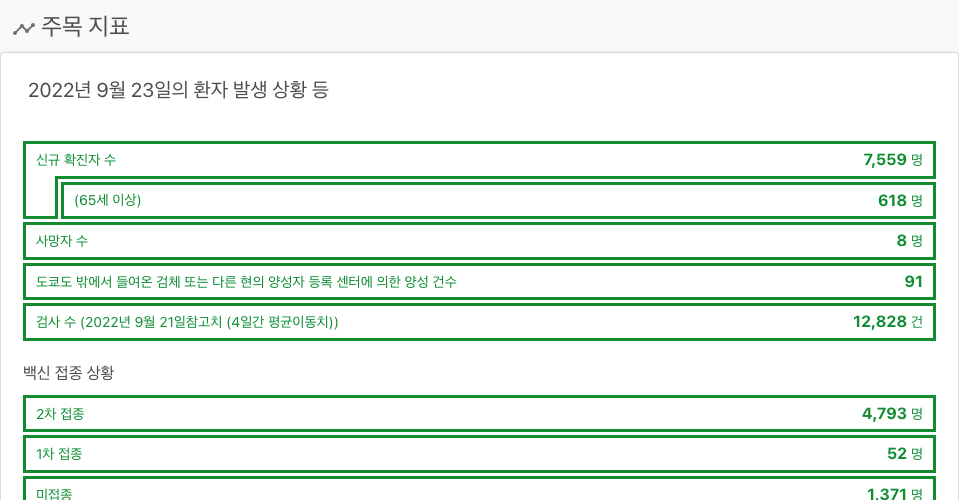 주목 지표
2022년 9월 23일의 환자 발생 상황 등
신규 확진자 수 7,559 명
(65세 이상) 618 명
사망자 수 8 명
도쿄도 밖에서 들여온 검체 또는 다른 현의 양성자 등록 센터에 의한 양성 건수 91
검사 수 (2022년 9월 21일참고치 (4일간 평균이동치)) 12,828 건
백신 접종 상황
2차 접종 4,793 명
1차 접종 52 명
미접종 1,371 명